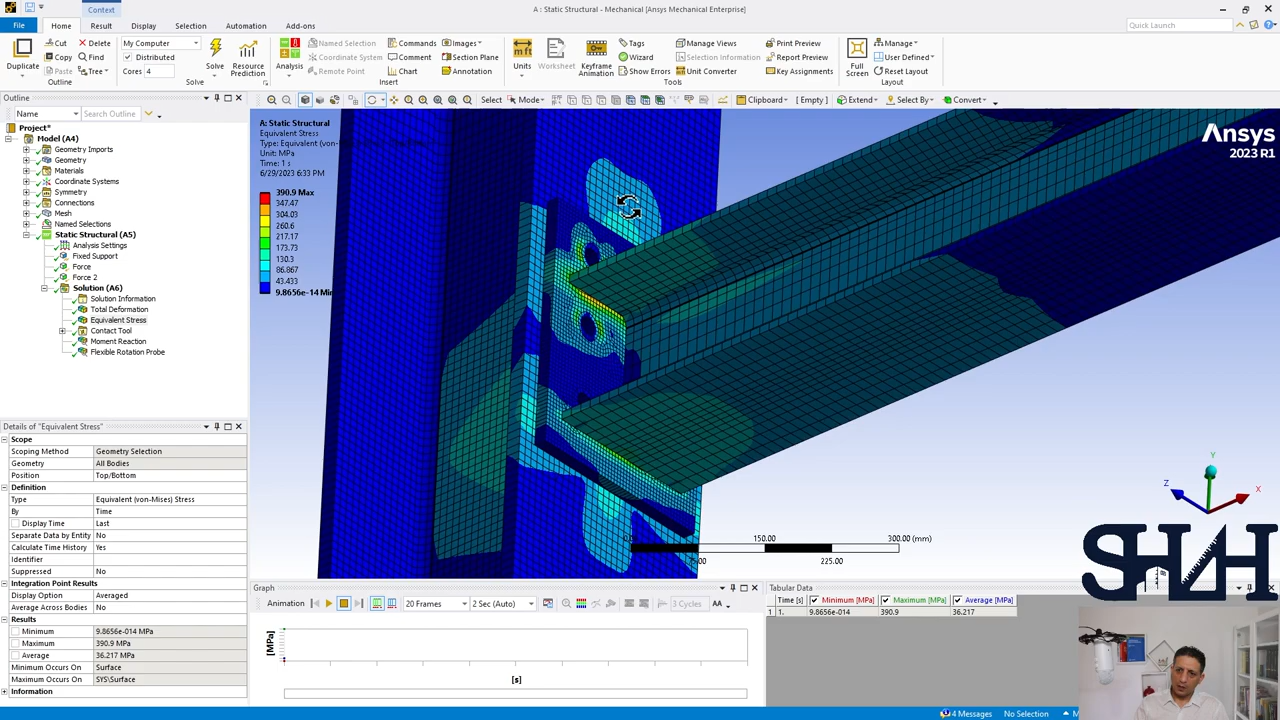 Context
A : Static Structural - Mechanical [Ansys Mechanical Enterprise]
File Home Result Display Selection Automation Add-ons Quick Launch
Duplicate Cut Delete My Computer Solve Resource Prediction Analysis Named Selection Commands Images Section Plane Units Worksheet Keyframe Animation Tags Manage Views Print Preview Full Screen Manage
Copy Find Distributed Coordinate System Comment Annotation Wizard Selection Information Report Preview User Defined
Paste Tree Cores 4 Remote Point Chart Show Errors Unit Converter Key Assignments Reset Layout
Outline Solve Insert Tools Layout
Select Mode Clipboard [ Empty ] Extend Select By Convert
Outline
Name Search Outline
Project*
Model (A4)
Geometry Imports
Geometry
Materials
Coordinate Systems
Symmetry
Connections
Mesh
Named Selections
Static Structural (A5)
Analysis Settings
Fixed Support
Force
Force 2
Solution (A6)
Solution Information
Total Deformation
Equivalent Stress
Contact Tool
Moment Reaction
Flexible Rotation Probe
A: Static Structural
Equivalent Stress
Type: Equivalent (von-Mises) Stress
Unit: MPa
Time: 1 s
6/29/2023 3:33 PM
390.9 Max
347.47
304.03
260.6
217.17
173.73
130.3
86.867
43.433
9.8656e-14 Min
Ansys
2023 R1
Y
Z
X
150.00 300.00 (mm)
225.00
Details of "Equivalent Stress"
Scope
Scoping Method Geometry Selection
Geometry All Bodies
Position Top/Bottom
Definition
Type Equivalent (von-Mises) Stress
By Time
Display Time Last
Separate Data by Entity No
Calculate Time History Yes
Identifier
Suppressed No
Integration Point Results
Display Option Averaged
Average Across Bodies No
Results
Minimum 9.8656e-014 MPa
Maximum 390.9 MPa
Average 36.217 MPa
Minimum Occurs On Surface
Maximum Occurs On SYS\Surface
Information
Graph
Animation 20 Frames 2 Sec (Auto) 3 Cycles
[MPa]
[s]
Tabular Data
Time [s] Minimum [MPa] Maximum [MPa] Average [MPa]
1 1. 9.8656e-014 390.9 36.217
4 Messages No Selection